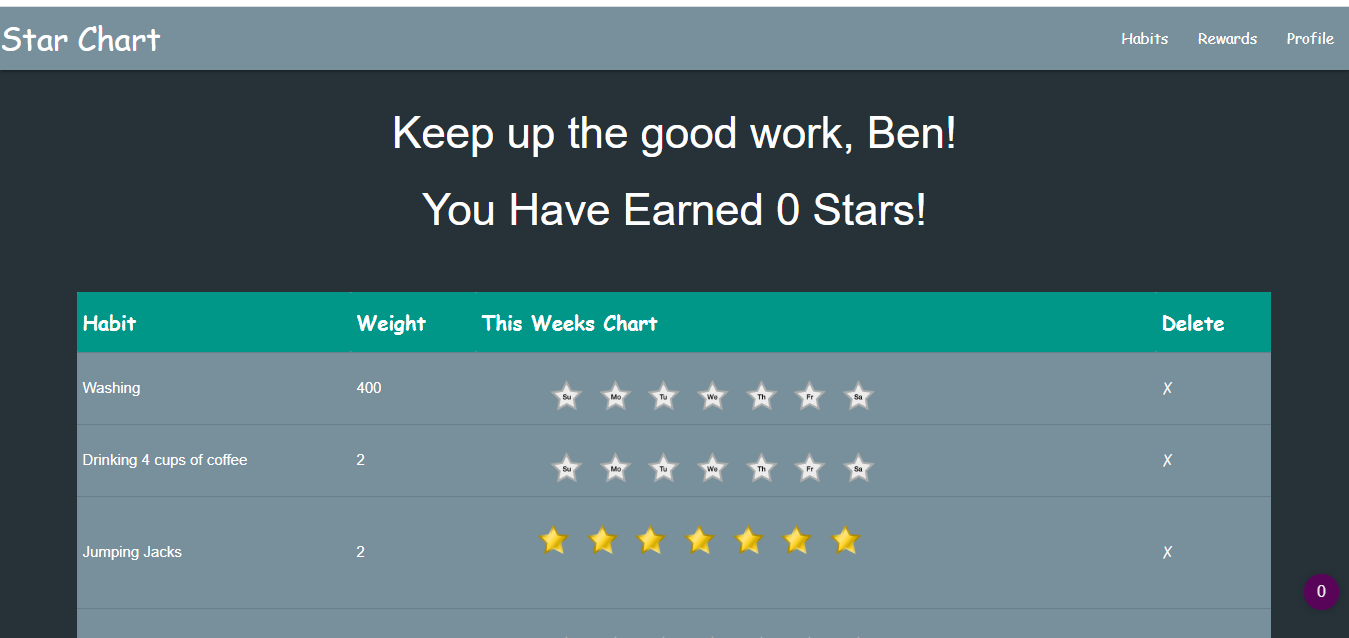 Star Chart Habits Rewards Profile
Keep up the good work, Ben!
You Have Earned 0 Stars!
Habit Weight This Weeks Chart Delete
Washing 400 Su Mo Tu We Th Fr Sa X
Drinking 4 cups of coffee 2 Su Mo Tu We Th Fr Sa X
Jumping Jacks 2 X
0